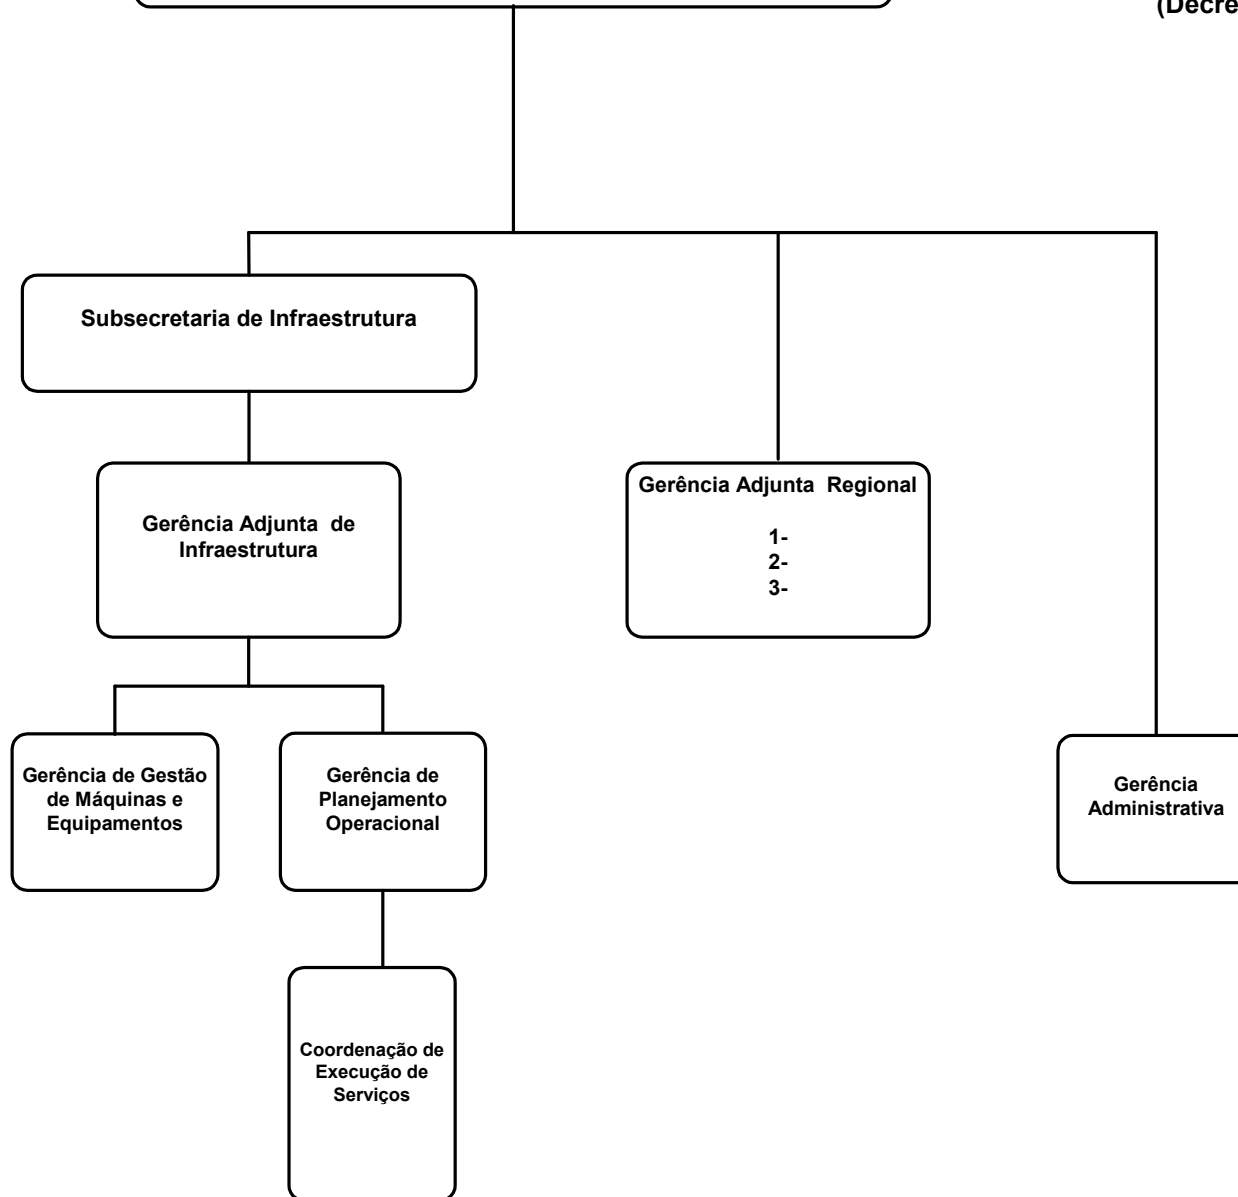 (Decre
Subsecretaria de Infraestrutura
Gerência Adjunta de
Infraestrutura
Gerência Adjunta Regional
1-
2-
3-
Gerência de Gestão
de Máquinas e
Equipamentos
Gerência de
Planejamento
Operacional
Gerência
Administrativa
Coordenação de
Execução de
Serviços